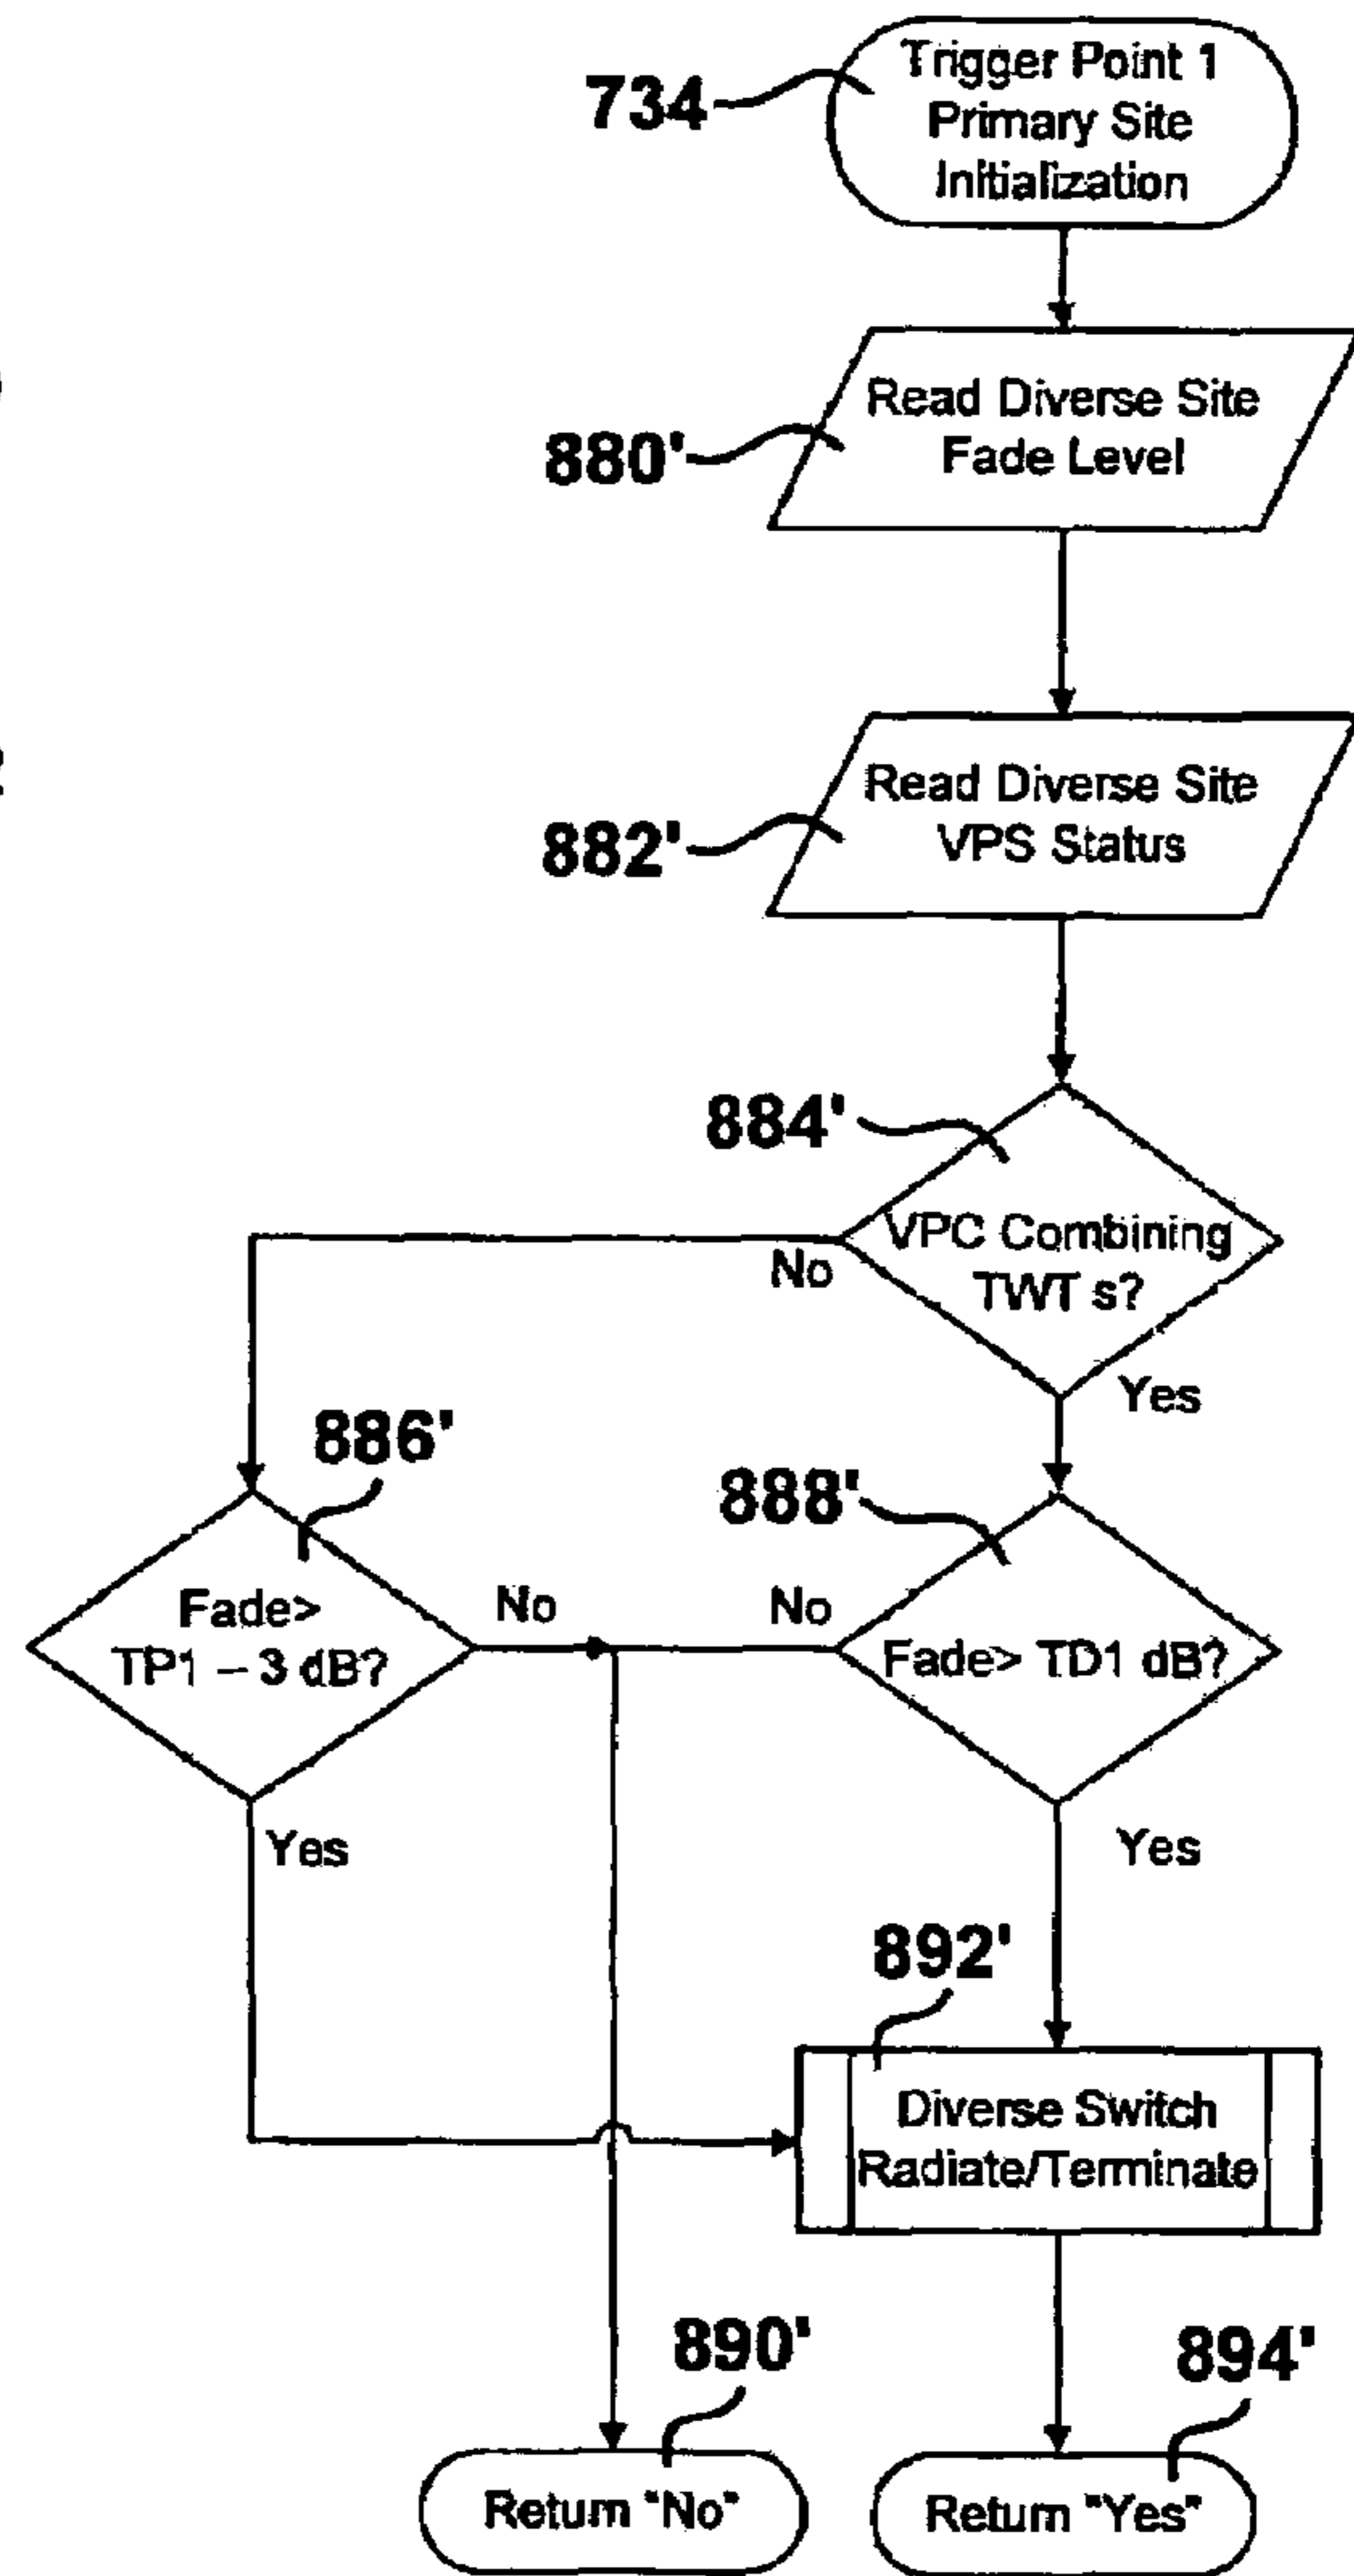 734
Trigger Point 1
Primary Site
Initialization
880'
Read Diverse Site
Fade Level
882'
Read Diverse Site
VPS Status
884'
VPC Combining
TWT s?
No
Yes
886'
888'
Fade>
TP1 – 3 dB?
No
No
Fade> TD1 dB?
Yes
Yes
892'
Diverse Switch
Radiate/Terminate
890'
894'
Return "No"
Return "Yes"